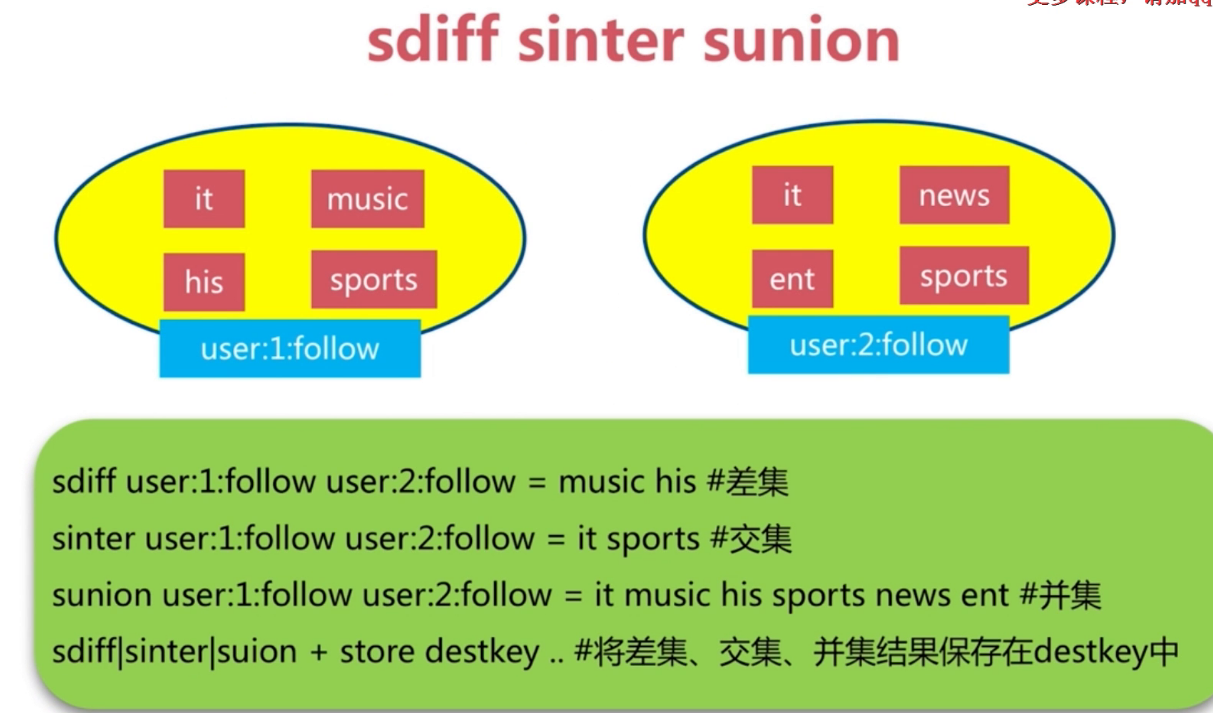 sdiff sinter sunion
it music
his sports
user:1:follow
it news
ent sports
user:2:follow
sdiff user:1:follow user:2:follow = music his #差集
sinter user:1:follow user:2:follow = it sports #交集
sunion user:1:follow user:2:follow = it music his sports news ent #并集
sdiff|sinter|suion + store destkey .. #将差集、交集、并集结果保存在destkey中